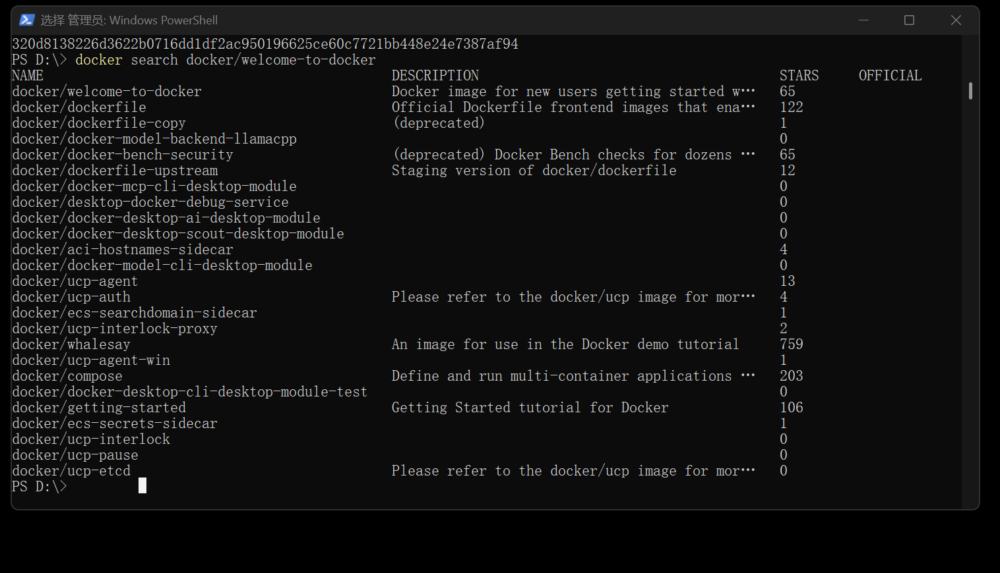 选择 管理员: Windows PowerShell
320d8138226d3622b0716dd1df2ac950196625ce60c7721bb448e24e7387af94
PS D:\> docker search docker/welcome-to-docker
NAME DESCRIPTION STARS OFFICIAL
docker/welcome-to-docker Docker image for new users getting started w… 65
docker/dockerfile Official Dockerfile frontend images that ena… 122
docker/dockerfile-copy (deprecated) 1
docker/docker-model-backend-llamacpp 0
docker/docker-bench-security (deprecated) Docker Bench checks for dozens … 65
docker/dockerfile-upstream Staging version of docker/dockerfile 12
docker/docker-mcp-cli-desktop-module 0
docker/desktop-docker-debug-service 0
docker/docker-desktop-ai-desktop-module 0
docker/docker-desktop-scout-desktop-module 0
docker/aci-hostnames-sidecar 4
docker/docker-model-cli-desktop-module 0
docker/ucp-agent 13
docker/ucp-auth Please refer to the docker/ucp image for mor… 4
docker/ecs-searchdomain-sidecar 1
docker/ucp-interlock-proxy 2
docker/whalesay An image for use in the Docker demo tutorial 759
docker/ucp-agent-win 1
docker/compose Define and run multi-container applications … 203
docker/docker-desktop-cli-desktop-module-test 0
docker/getting-started Getting Started tutorial for Docker 106
docker/ecs-secrets-sidecar 1
docker/ucp-interlock 0
docker/ucp-pause 0
docker/ucp-etcd Please refer to the docker/ucp image for mor… 0
PS D:\>